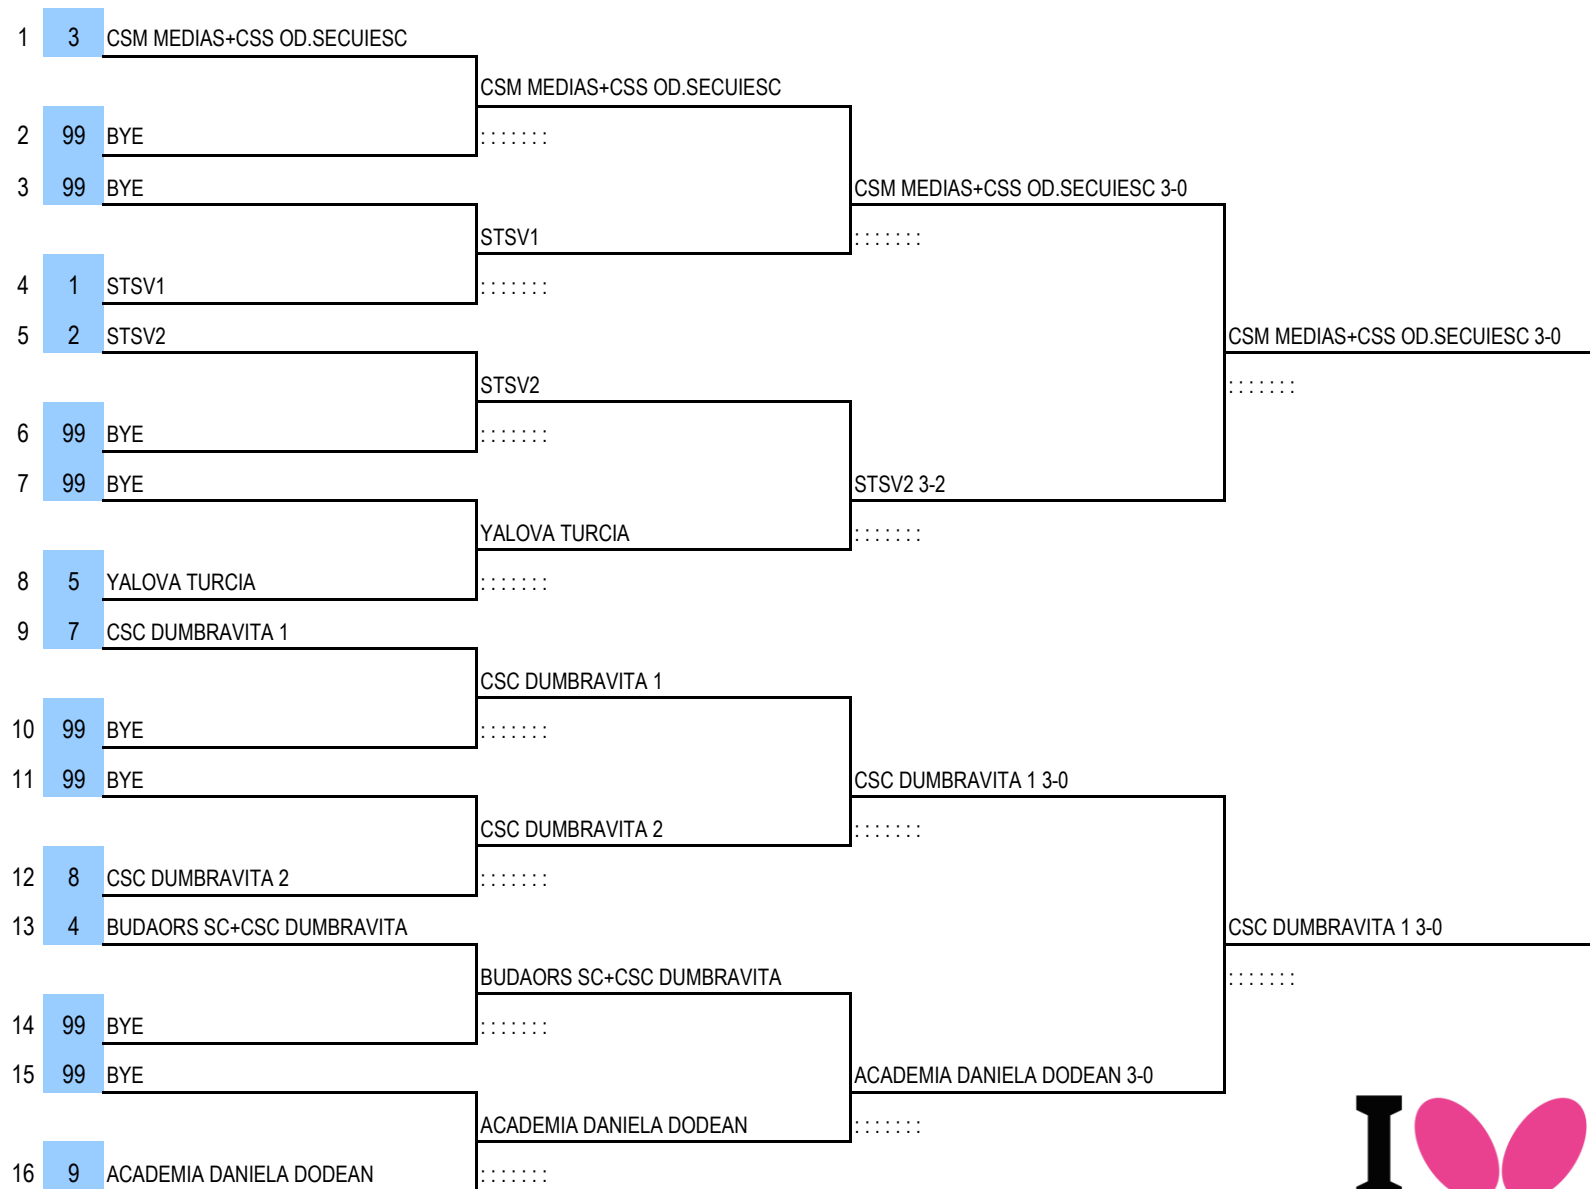 1 3 CSM MEDIAS+CSS OD.SECUIESC
CSM MEDIAS+CSS OD.SECUIESC
2 99 BYE : : : : : : :
3 99 BYE CSM MEDIAS+CSS OD.SECUIESC 3-0
STSV1 : : : : : : :
4 1 STSV1 : : : : : : :
5 2 STSV2 CSM MEDIAS+CSS OD.SECUIESC 3-0
STSV2 : : : : : : :
6 99 BYE : : : : : : :
7 99 BYE STSV2 3-2
YALOVA TURCIA : : : : : : :
8 5 YALOVA TURCIA : : : : : : :
9 7 CSC DUMBRAVITA 1
CSC DUMBRAVITA 1
10 99 BYE : : : : : : :
11 99 BYE CSC DUMBRAVITA 1 3-0
CSC DUMBRAVITA 2 : : : : : : :
12 8 CSC DUMBRAVITA 2 : : : : : : :
13 4 BUDAORS SC+CSC DUMBRAVITA CSC DUMBRAVITA 1 3-0
BUDAORS SC+CSC DUMBRAVITA : : : : : : :
14 99 BYE : : : : : : :
15 99 BYE ACADEMIA DANIELA DODEAN 3-0
ACADEMIA DANIELA DODEAN : : : : : : :
16 9 ACADEMIA DANIELA DODEAN : : : : : : :
I